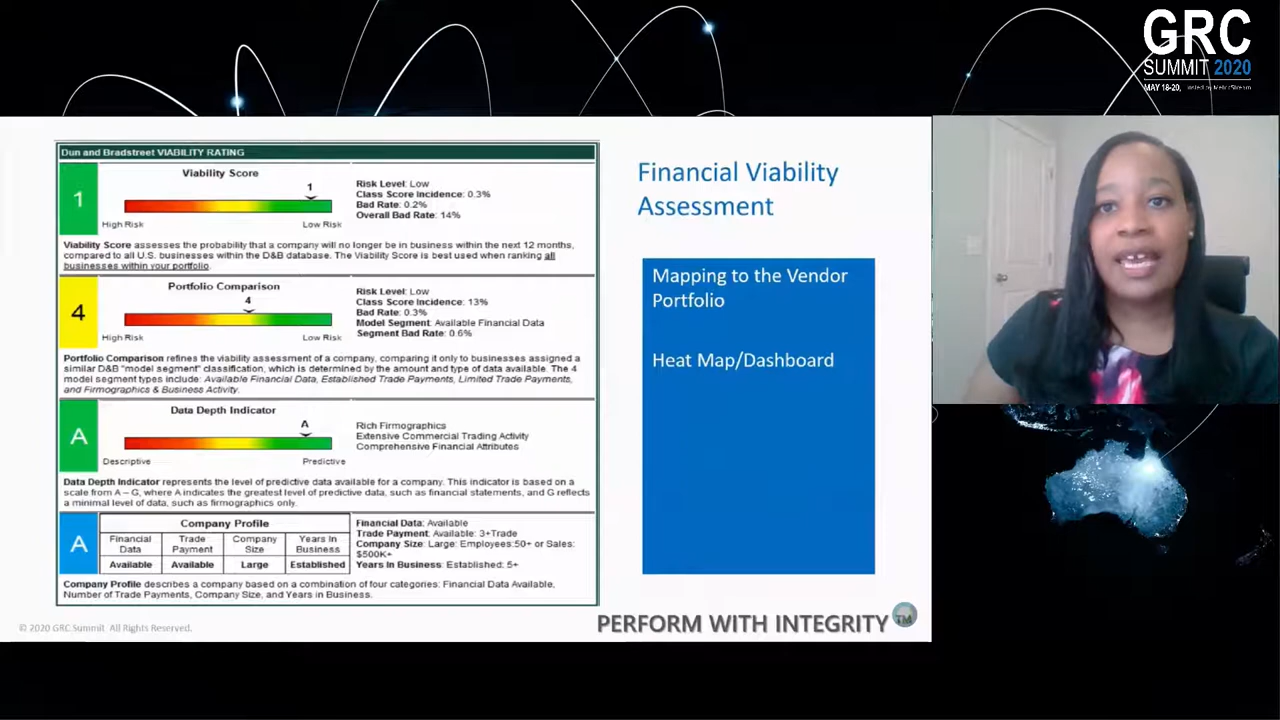 GRC
SUMMIT 2020
MAY 18-20, Hosted by MetricStream
Dun and Bradstreet VIABILITY RATING
1
Viability Score
1
High Risk
Low Risk
Risk Level: Low
Class Score Incidence: 0.3%
Bad Rate: 0.2%
Overall Bad Rate: 14%
Viability Score assesses the probability that a company will no longer be in business within the next 12 months,
compared to all U.S. businesses within the D&B database. The Viability Score is best used when ranking all
businesses within your portfolio.
4
Portfolio Comparison
4
High Risk
Low Risk
Risk Level: Low
Class Score Incidence: 13%
Bad Rate: 0.3%
Model Segment: Available Financial Data
Segment Bad Rate: 0.6%
Portfolio Comparison refines the viability assessment of a company, comparing it only to businesses assigned a
similar D&B "model segment" classification, which is determined by the amount and type of data available. The 4
model segment types include: Available Financial Data, Established Trade Payments, Limited Trade Payments,
and Firmographics & Business Activity.
A
Data Depth Indicator
A
Descriptive
Predictive
Rich Firmographics
Extensive Commercial Trading Activity
Comprehensive Financial Attributes
Data Depth Indicator represents the level of predictive data available for a company. This indicator is based on a
scale from A – G, where A indicates the greatest level of predictive data, such as financial statements, and G reflects
a minimal level of data, such as firmographics only.
A
Company Profile
Financial Data
Trade Payment
Company Size
Years In Business
Available
Available
Large
Established
Financial Data: Available
Trade Payment: Available: 3+Trade
Company Size: Large: Employees:50+ or Sales:
$500K+
Years In Business: Established: 5+
Company Profile describes a company based on a combination of four categories: Financial Data Available,
Number of Trade Payments, Company Size, and Years in Business.
Financial Viability
Assessment
Mapping to the Vendor
Portfolio
Heat Map/Dashboard
© 2020 GRC Summit All Rights Reserved.
PERFORM WITH INTEGRITY
TM